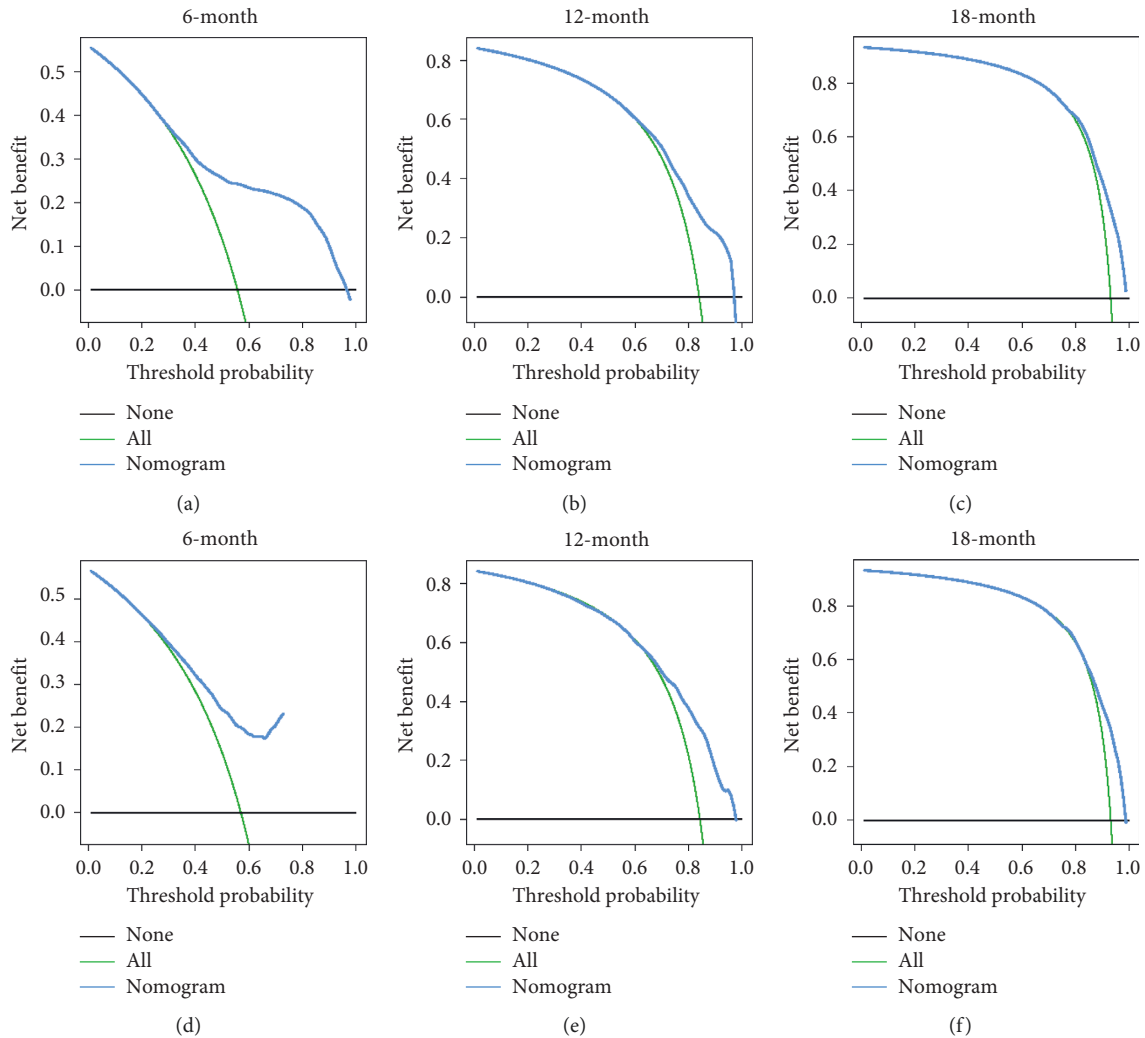 6-month
Net benefit
0.5
0.4
0.3
0.2
0.1
0.0
0.0 0.2 0.4 0.6 0.8 1.0
Threshold probability
None
All
Nomogram
(a)
12-month
Net benefit
0.8
0.6
0.4
0.2
0.0
0.0 0.2 0.4 0.6 0.8 1.0
Threshold probability
None
All
Nomogram
(b)
18-month
Net benefit
0.8
0.6
0.4
0.2
0.0
0.0 0.2 0.4 0.6 0.8 1.0
Threshold probability
None
All
Nomogram
(c)
6-month
Net benefit
0.5
0.4
0.3
0.2
0.1
0.0
0.0 0.2 0.4 0.6 0.8 1.0
Threshold probability
None
All
Nomogram
(d)
12-month
Net benefit
0.8
0.6
0.4
0.2
0.0
0.0 0.2 0.4 0.6 0.8 1.0
Threshold probability
None
All
Nomogram
(e)
18-month
Net benefit
0.8
0.6
0.4
0.2
0.0
0.0 0.2 0.4 0.6 0.8 1.0
Threshold probability
None
All
Nomogram
(f)